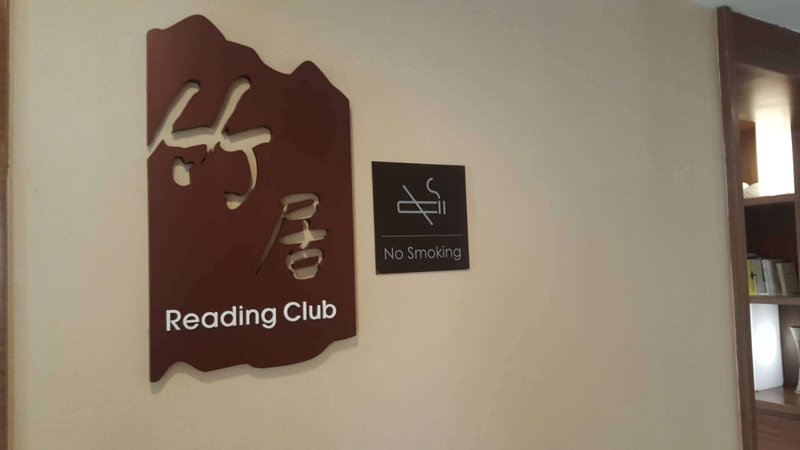 竹居
Reading Club
No Smoking